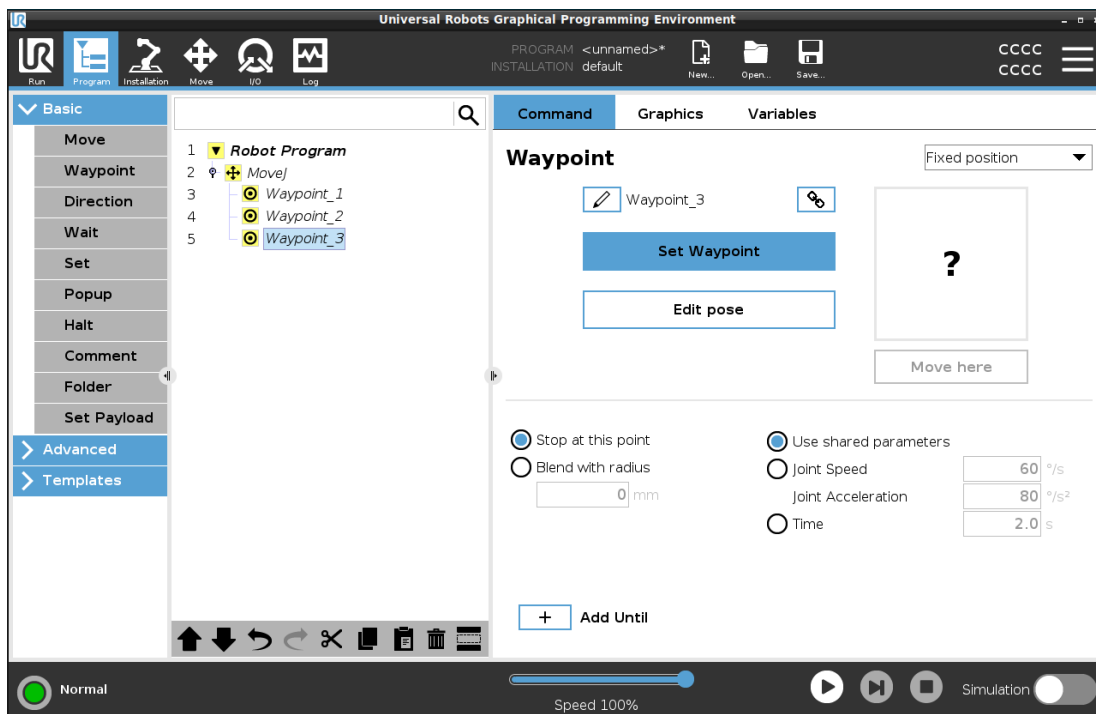 UR Universal Robots Graphical Programming Environment
UR
Run Program Installation Move I/O Log
PROGRAM <unnamed>*
INSTALLATION default
New... Open... Save...
CCCC
CCCC
Basic
Move
Waypoint
Direction
Wait
Set
Popup
Halt
Comment
Folder
Set Payload
Advanced
Templates
1 Robot Program
2 MoveJ
3 Waypoint_1
4 Waypoint_2
5 Waypoint_3
Command Graphics Variables
Waypoint
Fixed position
Waypoint_3
Set Waypoint
Edit pose
?
Move here
Stop at this point
Blend with radius
0 mm
Use shared parameters
Joint Speed 60 °/s
Joint Acceleration 80 °/s²
Time 2.0 s
+ Add Until
Normal
Speed 100%
Simulation